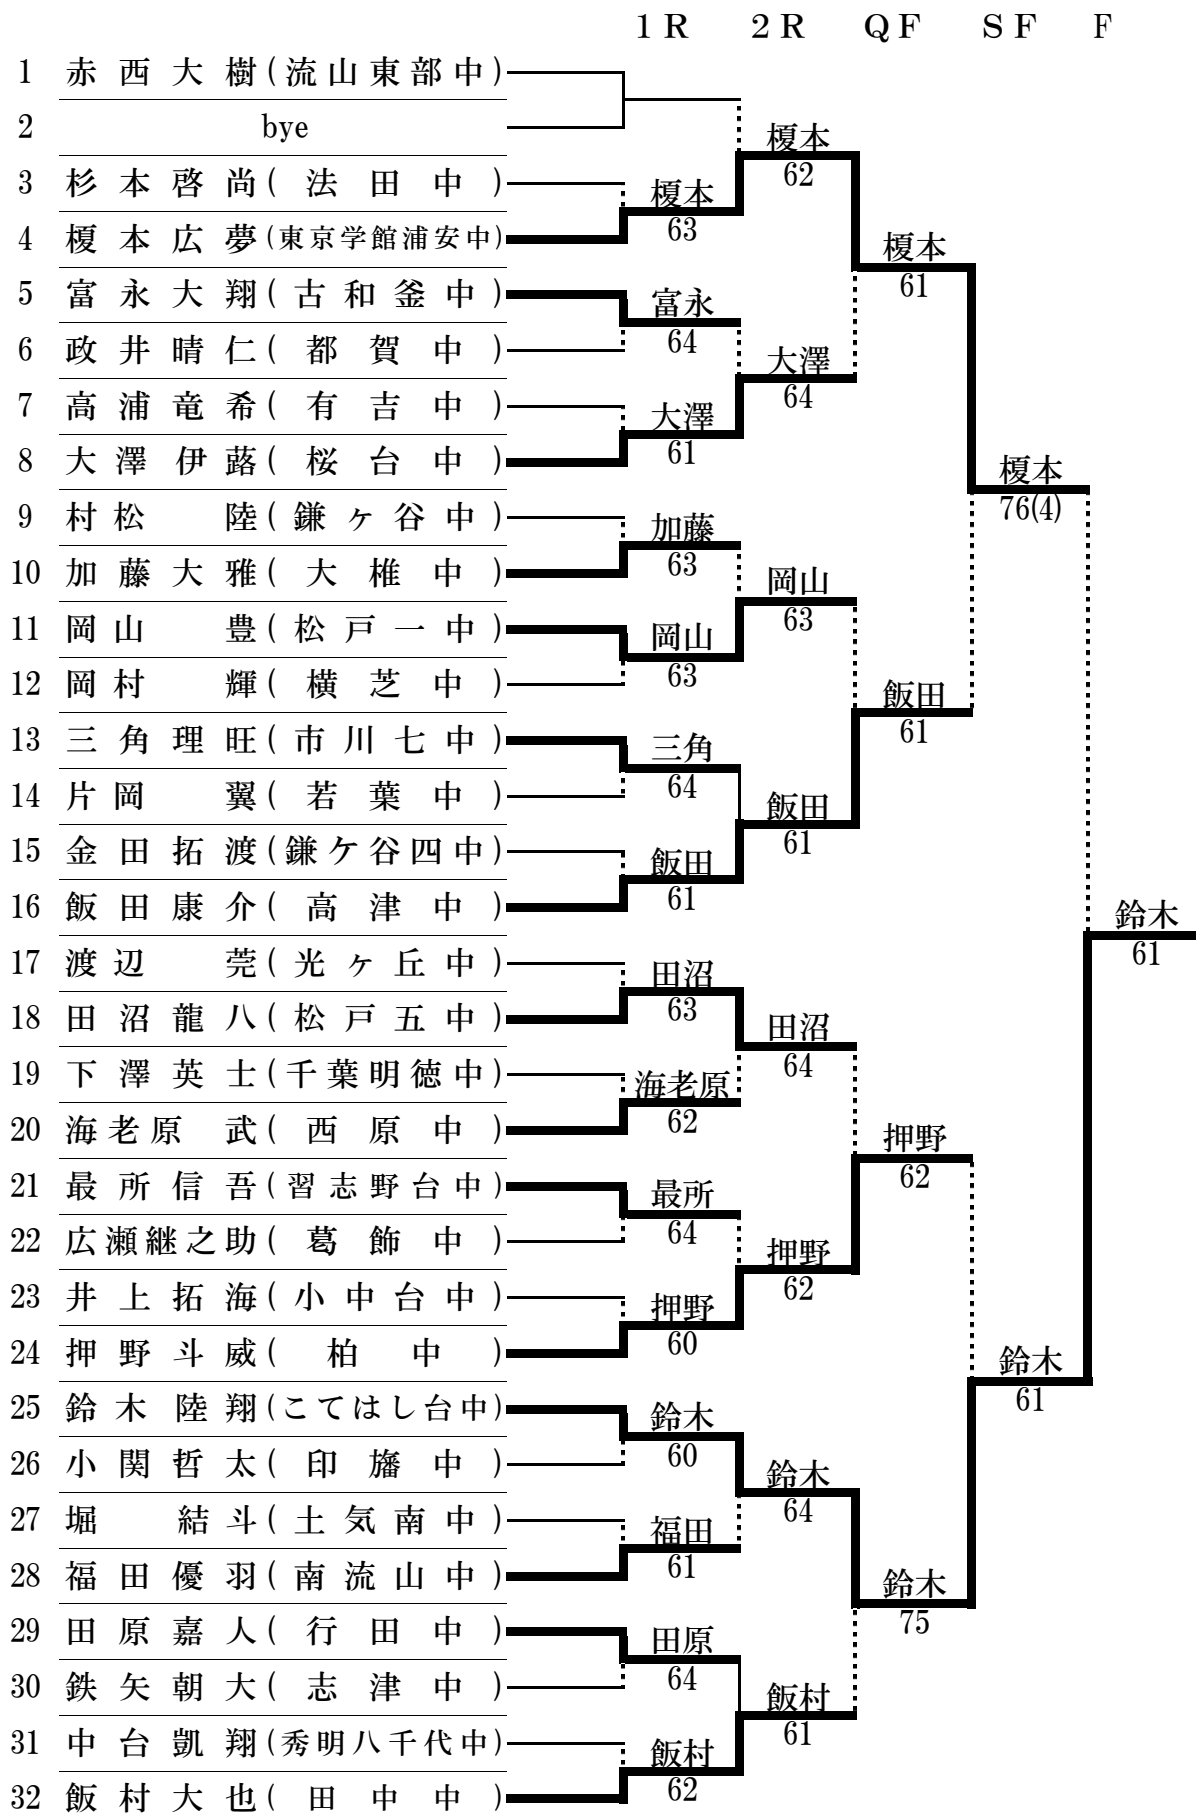 1 R 2 R Q F S F F
1 赤西大樹(流山東部中)
2 bye
榎本
62
3 杉本啓尚(法田中)
榎本
63
4 榎本広夢(東京学館浦安中)
榎本
61
5 富永大翔(古和釜中)
富永
64
6 政井晴仁(都賀中)
大澤
64
7 高浦竜希(有吉中)
大澤
61
8 大澤伊蕗(桜台中)
榎本
76(4)
9 村松 陸(鎌ヶ谷中)
加藤
63
10 加藤大雅(大椎中)
岡山
63
11 岡山 豊(松戸一中)
岡山
63
12 岡村 輝(横芝中)
飯田
61
13 三角理旺(市川七中)
三角
64
14 片岡 翼(若葉中)
飯田
61
15 金田拓渡(鎌ケ谷四中)
飯田
61
16 飯田康介(高津中)
鈴木
61
17 渡辺 莞(光ヶ丘中)
田沼
63
18 田沼龍八(松戸五中)
田沼
64
19 下澤英士(千葉明徳中)
海老原
62
20 海老原 武(西原中)
押野
62
21 最所信吾(習志野台中)
最所
64
22 広瀬継之助(葛飾中)
押野
62
23 井上拓海(小中台中)
押野
60
24 押野斗威(柏中)
鈴木
61
25 鈴木陸翔(こてはし台中)
鈴木
60
26 小関哲太(印旛中)
鈴木
64
27 堀 結斗(土気南中)
福田
61
28 福田優羽(南流山中)
鈴木
75
29 田原嘉人(行田中)
田原
64
30 鉄矢朝大(志津中)
飯村
61
31 中台凱翔(秀明八千代中)
飯村
62
32 飯村大也(田中中)